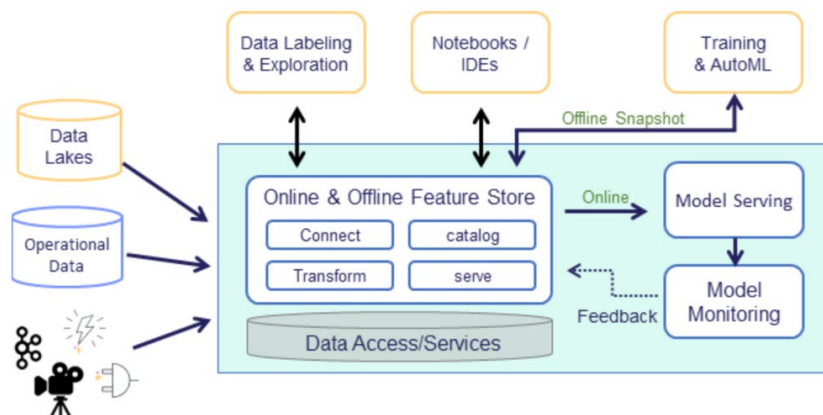 Data Labeling
& Exploration
Notebooks /
IDEs
Training
& AutoML
Offline Snapshot
Data
Lakes
Operational
Data
Online & Offline Feature Store
Connect
catalog
Transform
serve
Data Access/Services
Online
Model Serving
Feedback
Model
Monitoring